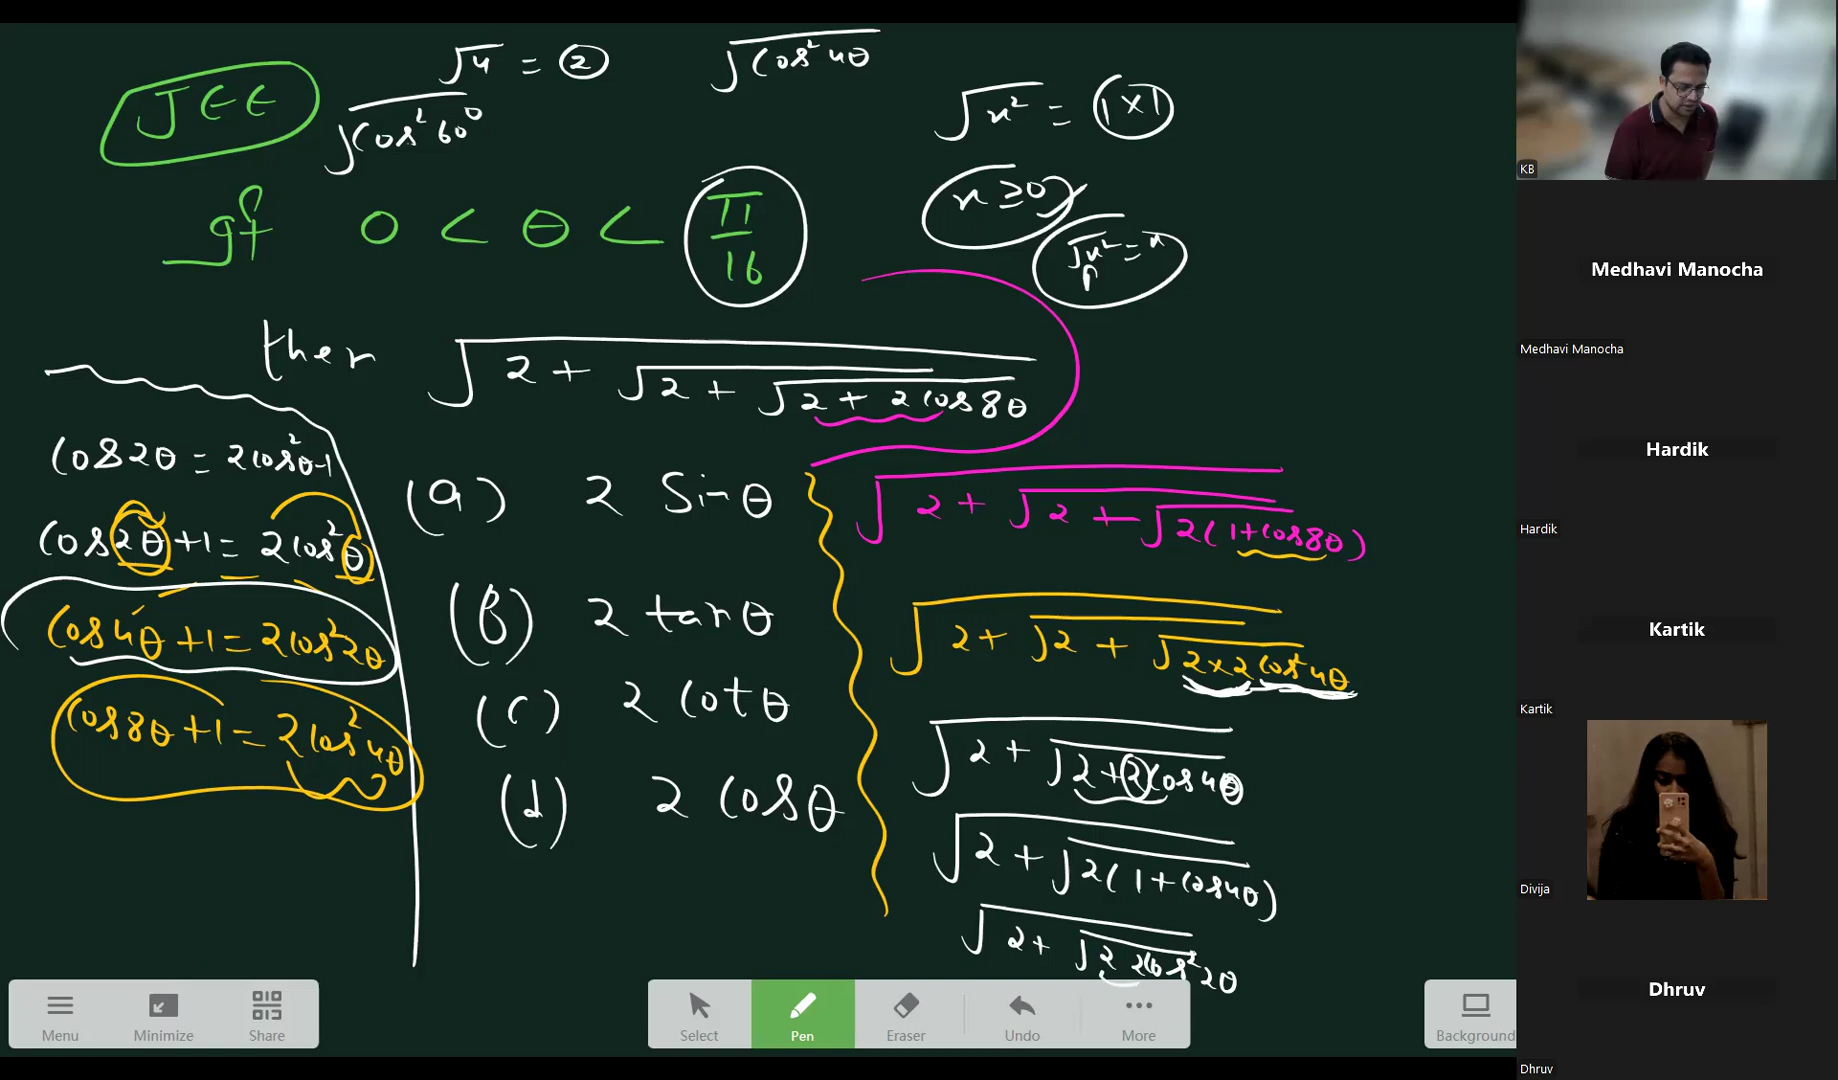 √4 = 2
√cos²4θ
JEE
√cos²60⁰
√x² = |x|
x ≥ 0
√x² = x
If 0 < θ < π/16
then √2 + √2 + √2 + 2cos8θ
cos2θ = 2cos²θ-1
cos2θ+1 = 2cos²θ
cos4θ+1 = 2cos²2θ
cos8θ+1 = 2cos²4θ
(a) 2 Sinθ
(b) 2 tanθ
(c) 2 cotθ
(d) 2 cosθ
√2 + √2 + √2(1+cos8θ)
√2 + √2 + √2×2cos²4θ
√2 + √2+2cos4θ
√2 + √2(1+cos4θ)
√2 + √2 2cos²2θ
Menu
Minimize
Share
Select
Pen
Eraser
Undo
More
Background
KB
Medhavi Manocha
Medhavi Manocha
Hardik
Hardik
Kartik
Kartik
Divija
Dhruv
Dhruv